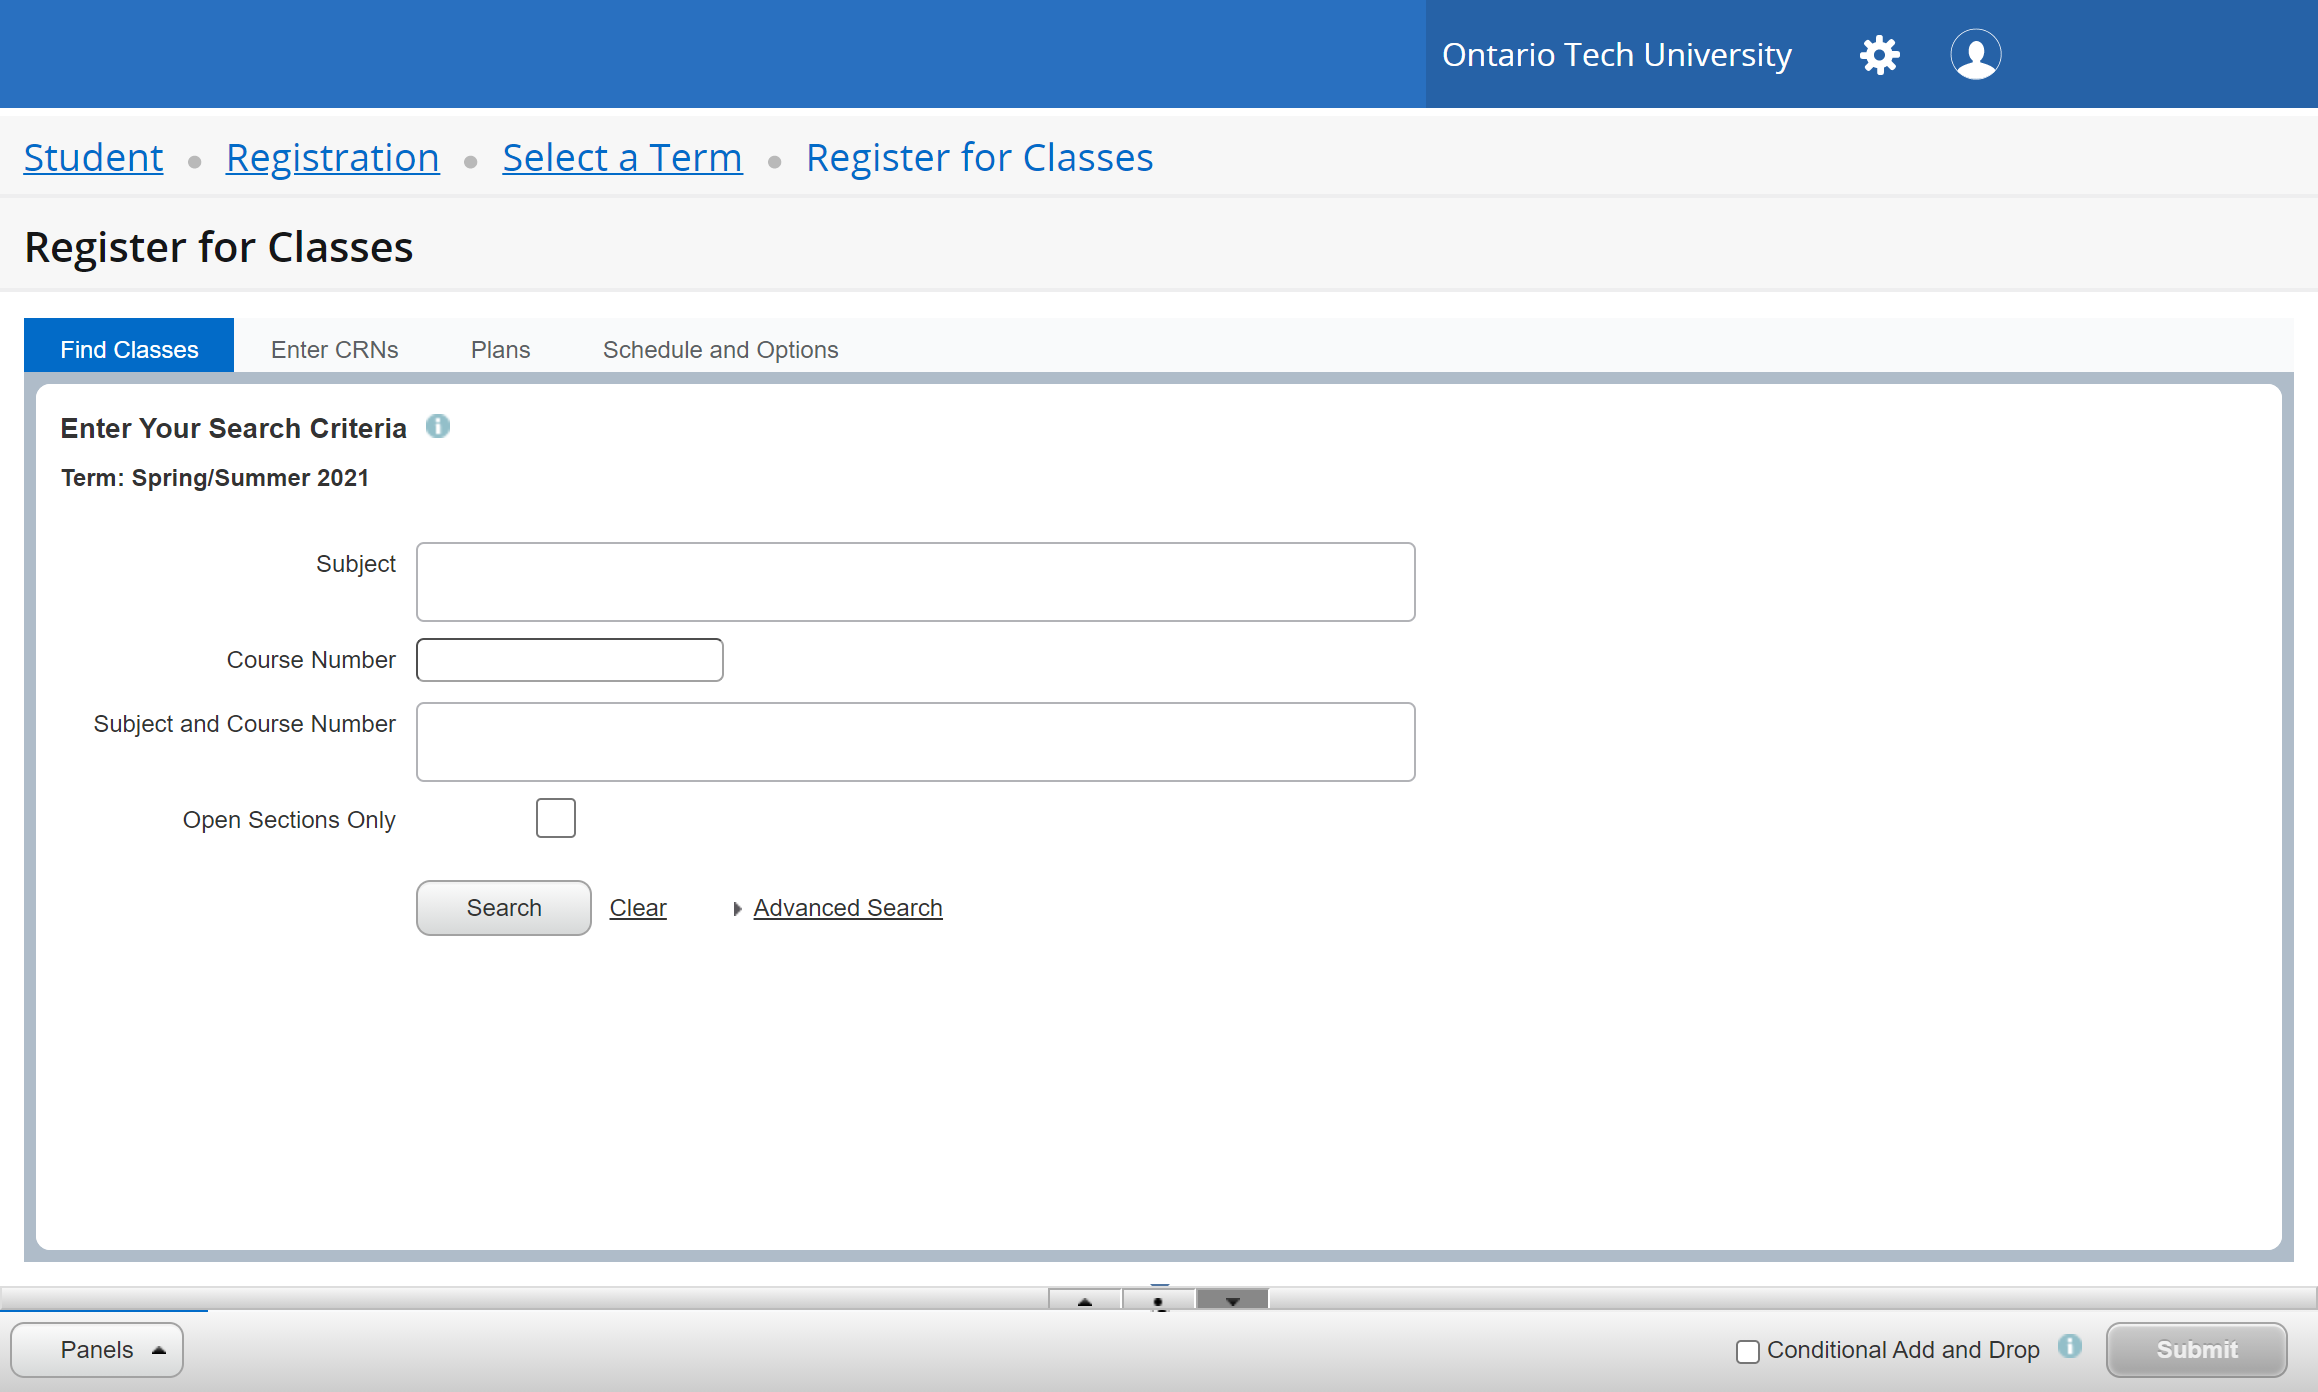 Ontario Tech University
Student Registration Select a Term Register for Classes
Register for Classes
Find Classes Enter CRNs Plans Schedule and Options
Enter Your Search Criteria
Term: Spring/Summer 2021
Subject
Course Number
Subject and Course Number
Open Sections Only
Search Clear Advanced Search
Panels Conditional Add and Drop Submit